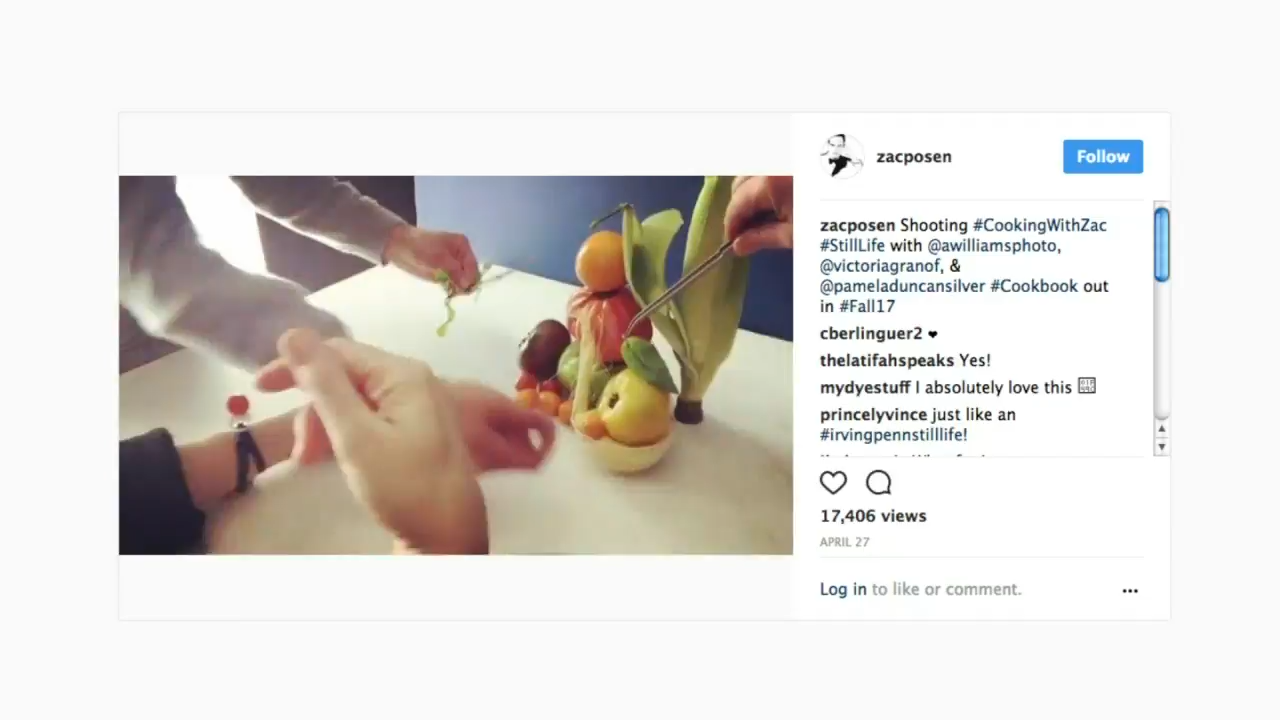 zacposen
Follow
zacposen Shooting #CookingWithZac
#StillLife with @awilliamsphoto,
@victoriagranof, &
@pameladuncansilver #Cookbook out
in #Fall17
cberlinguer2 ❤
thelatifahspeaks Yes!
mydyestuff I absolutely love this
princelyvince just like an
#irvingpennstilllife!
17,406 views
APRIL 27
Log in to like or comment.